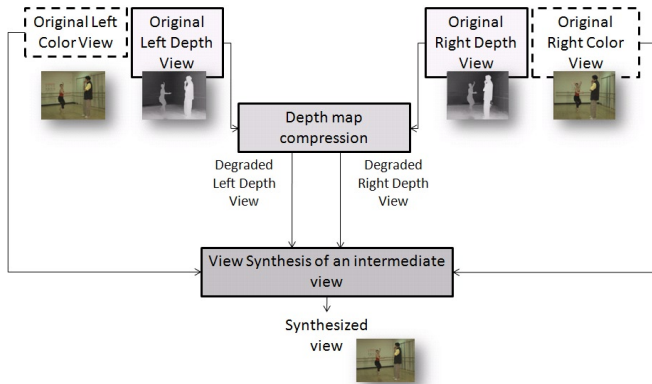 Original Left
Color View
Original
Left Depth
View
Original
Right Depth
View
Original
Right Color
View
Depth map
compression
Degraded
Left Depth
View
Degraded
Right Depth
View
View Synthesis of an intermediate
view
Synthesized
view